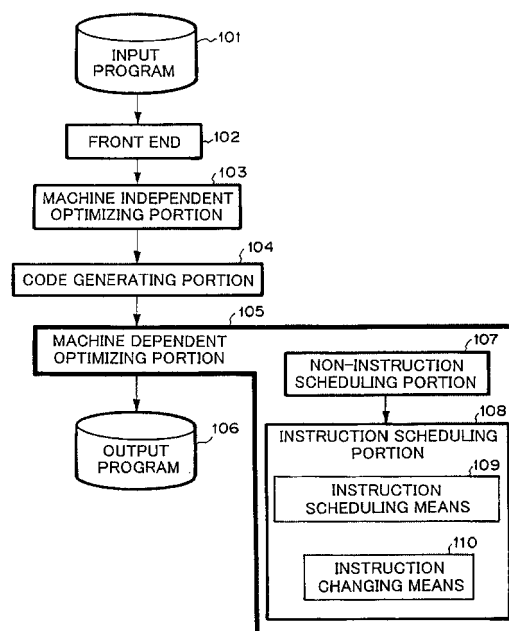 101
INPUT
PROGRAM
FRONT END
102
103
MACHINE INDEPENDENT
OPTIMIZING PORTION
104
CODE GENERATING PORTION
105
MACHINE DEPENDENT
OPTIMIZING PORTION
107
NON-INSTRUCTION
SCHEDULING PORTION
106
OUTPUT
PROGRAM
108
INSTRUCTION SCHEDULING
PORTION
109
INSTRUCTION
SCHEDULING MEANS
110
INSTRUCTION
CHANGING MEANS